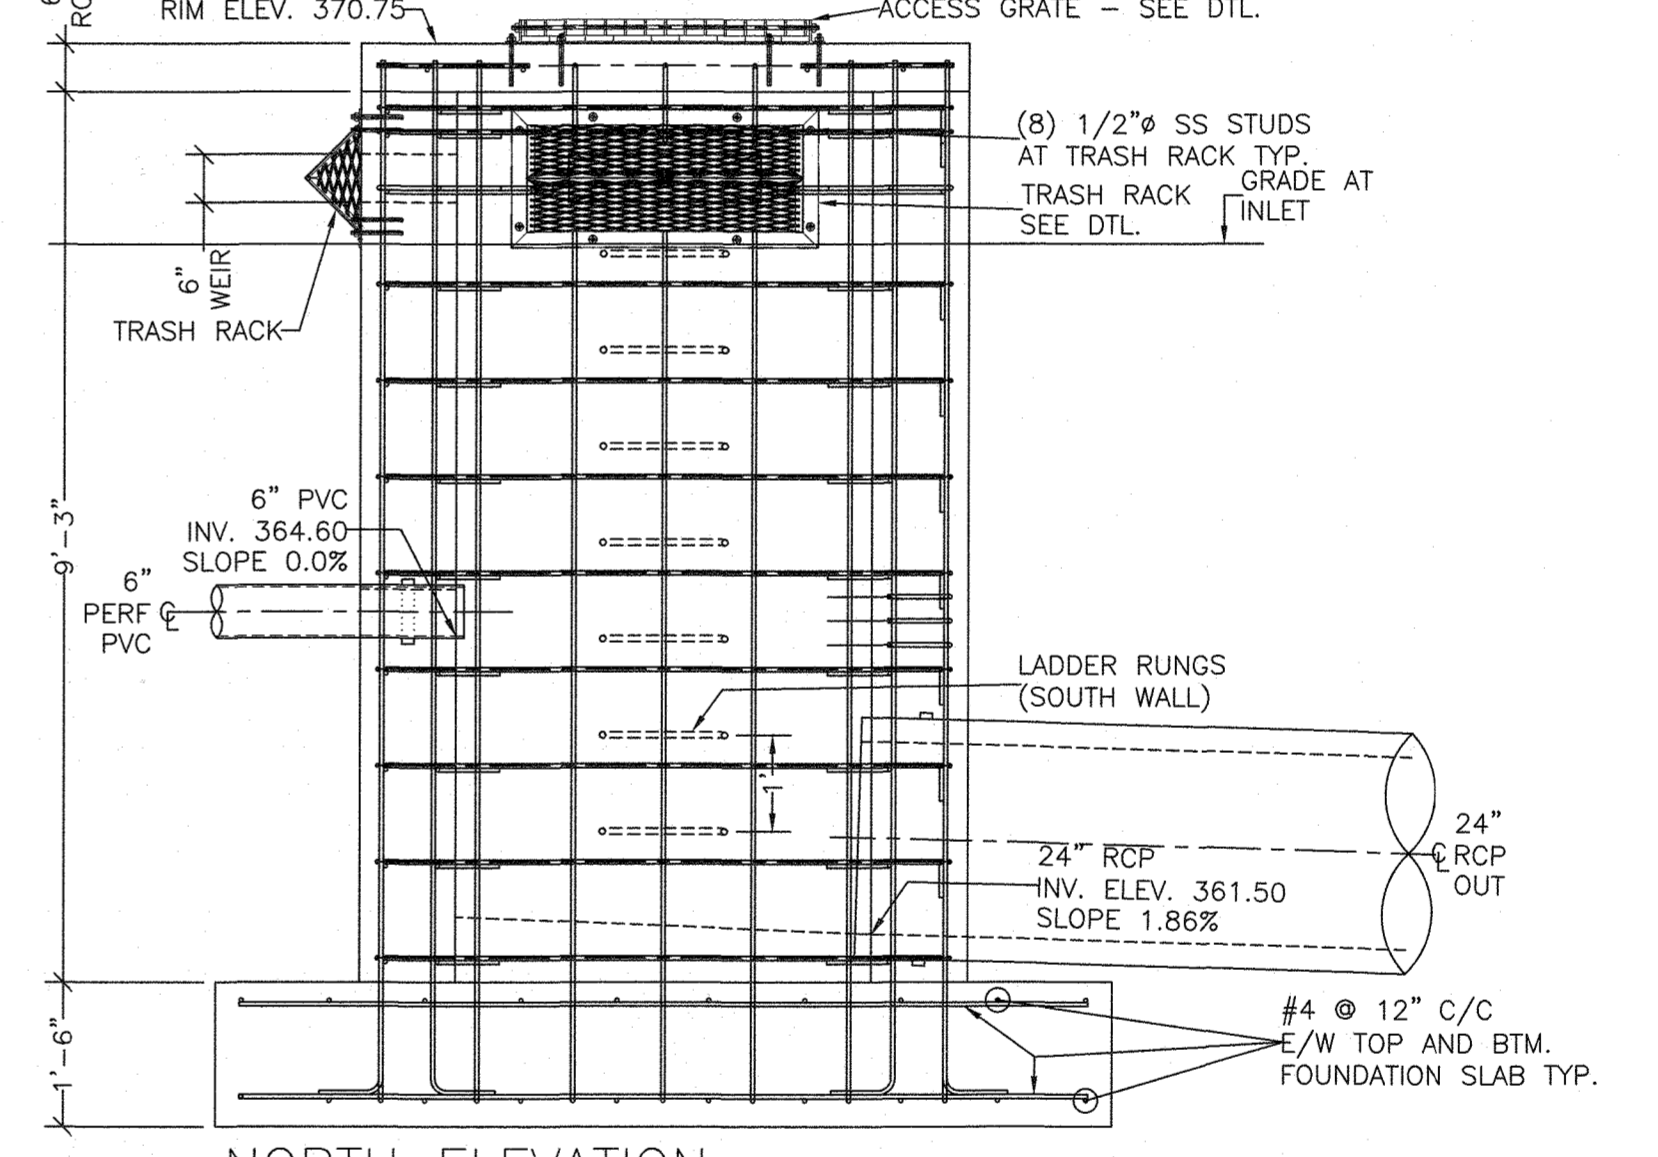 6"
RO
RIM ELEV. 370.75
ACCESS GRATE – SEE DTL.
(8) 1/2"ø SS STUDS
AT TRASH RACK TYP.
TRASH RACK
SEE DTL.
GRADE AT
INLET
6"
WEIR
TRASH RACK
9'-3"
6" PVC
INV. 364.60
SLOPE 0.0%
6"
PERF ℄
PVC
LADDER RUNGS
(SOUTH WALL)
1'
24" RCP
INV. ELEV. 361.50
SLOPE 1.86%
24"
℄ RCP
OUT
1'-6"
#4 @ 12" C/C
E/W TOP AND BTM.
FOUNDATION SLAB TYP.
NORTH ELEVATION